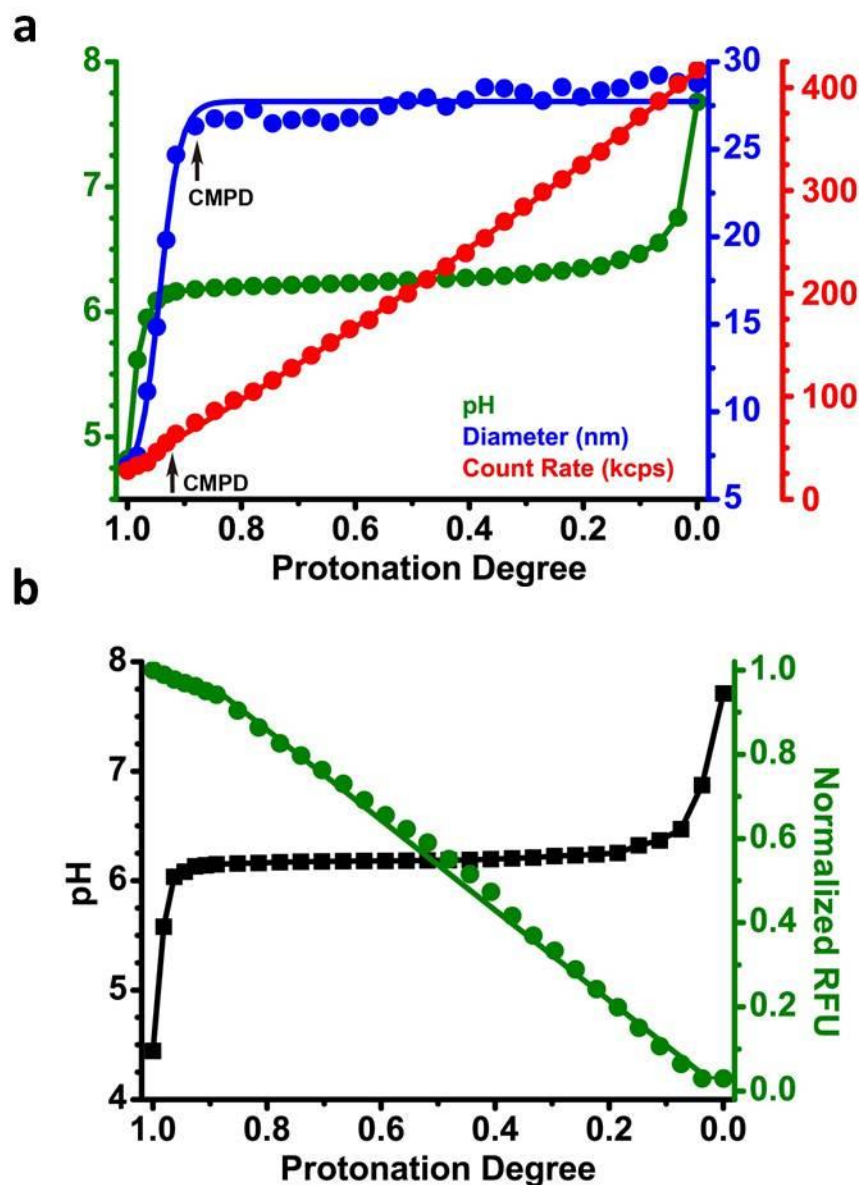 a
8
7
6
5
30
25
20
15
10
5
400
300
200
100
0
CMPD
CMPD
pH
Diameter (nm)
Count Rate (kcps)
1.0 0.8 0.6 0.4 0.2 0.0
Protonation Degree
b
8
7
6
5
4
pH
1.0
0.8
0.6
0.4
0.2
0.0
Normalized RFU
1.0 0.8 0.6 0.4 0.2 0.0
Protonation Degree